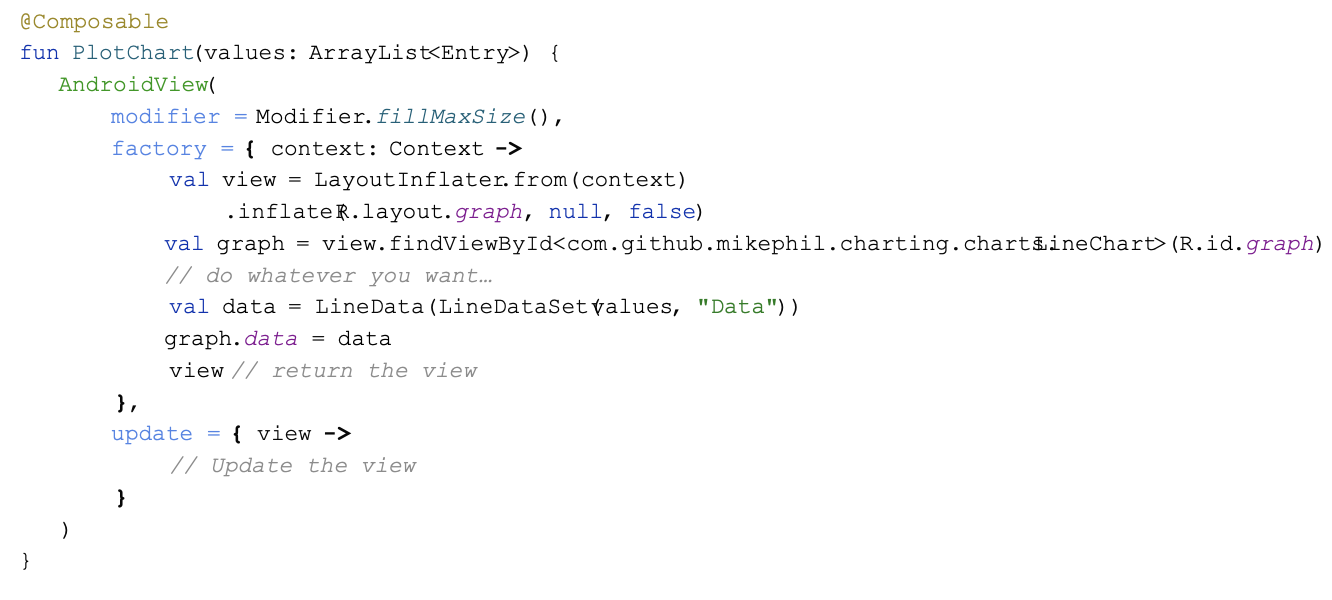 @Composable
fun PlotChart(values: ArrayList<Entry>) {
AndroidView(
modifier = Modifier.fillMaxSize(),
factory = { context: Context ->
val view = LayoutInflater.from(context)
.inflate(R.layout.graph, null, false)
val graph = view.findViewById<com.github.mikephil.charting.charts.LineChart>(R.id.graph)
// do whatever you want…
val data = LineData(LineDataSet(values, "Data"))
graph.data = data
view // return the view
},
update = { view ->
// Update the view
}
)
}